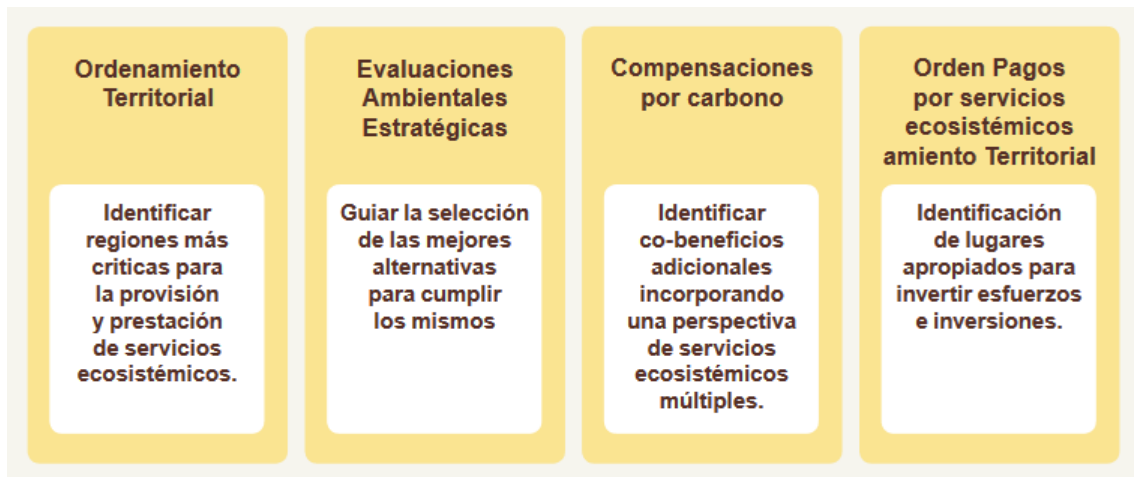 Ordenamiento
Territorial
Identificar
regiones más
criticas para
la provisión
y prestación
de servicios
ecosistémicos.
Evaluaciones
Ambientales
Estratégicas
Guiar la selección
de las mejores
alternativas
para cumplir
los mismos
Compensaciones
por carbono
Identificar
co-beneficios
adicionales
incorporando
una perspectiva
de servicios
ecosistémicos
múltiples.
Orden Pagos
por servicios
ecosistémicos
amiento Territorial
Identificación
de lugares
apropiados para
invertir esfuerzos
e inversiones.